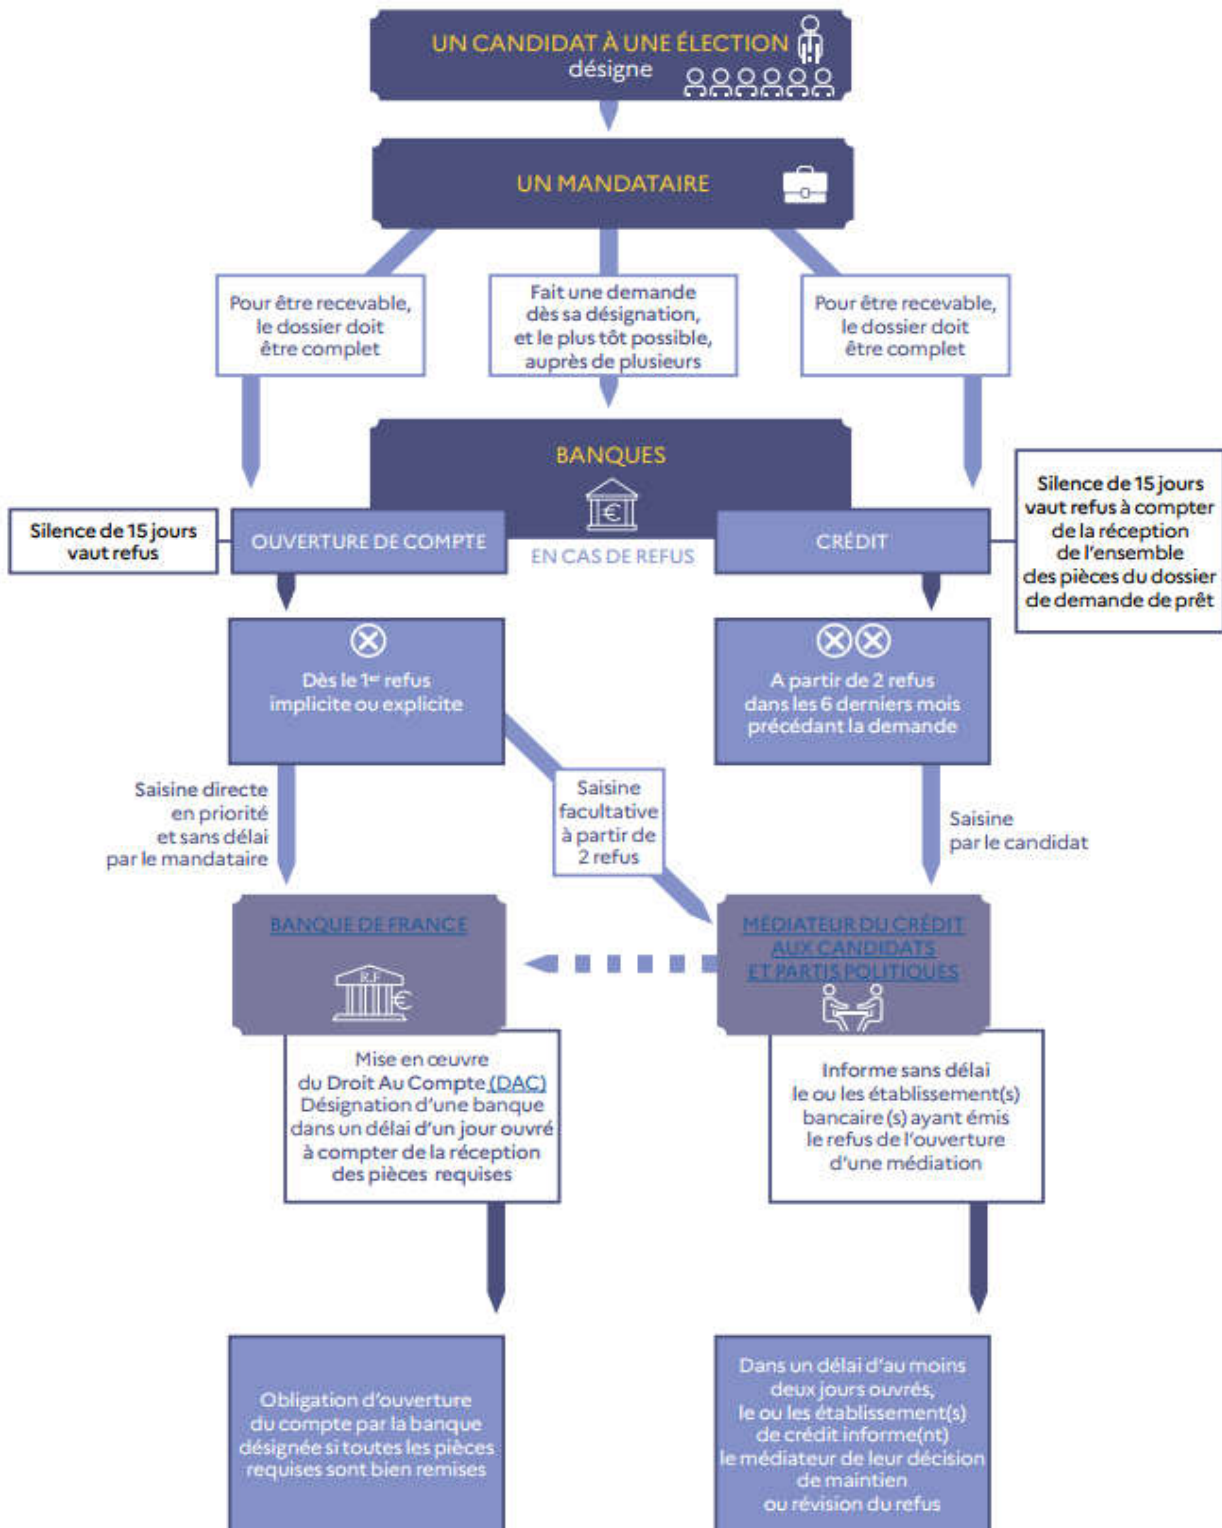 UN CANDIDAT À UNE ÉLECTION
désigne
UN MANDATAIRE
Pour être recevable,
le dossier doit
être complet
Fait une demande
dès sa désignation,
et le plus tôt possible,
auprès de plusieurs
Pour être recevable,
le dossier doit
être complet
BANQUES
€
Silence de 15 jours
vaut refus
OUVERTURE DE COMPTE
EN CAS DE REFUS
CRÉDIT
Silence de 15 jours
vaut refus à compter
de la réception
de l'ensemble
des pièces du dossier
de demande de prêt
Dès le 1er refus
implicite ou explicite
A partir de 2 refus
dans les 6 derniers mois
précédant la demande
Saisine directe
en priorité
et sans délai
par le mandataire
Saisine
facultative
à partir de
2 refus
Saisine
par le candidat
BANQUE DE FRANCE
R.F
€
MÉDIATEUR DU CRÉDIT
AUX CANDIDATS
ET PARTIS POLITIQUES
Mise en œuvre
du Droit Au Compte (DAC)
Désignation d'une banque
dans un délai d'un jour ouvré
à compter de la réception
des pièces requises
Informe sans délai
le ou les établissement(s)
bancaire (s) ayant émis
le refus de l'ouverture
d'une médiation
Obligation d'ouverture
du compte par la banque
désignée si toutes les pièces
requises sont bien remises
Dans un délai d'au moins
deux jours ouvrés,
le ou les établissement(s)
de crédit informe(nt)
le médiateur de leur décision
de maintien
ou révision du refus